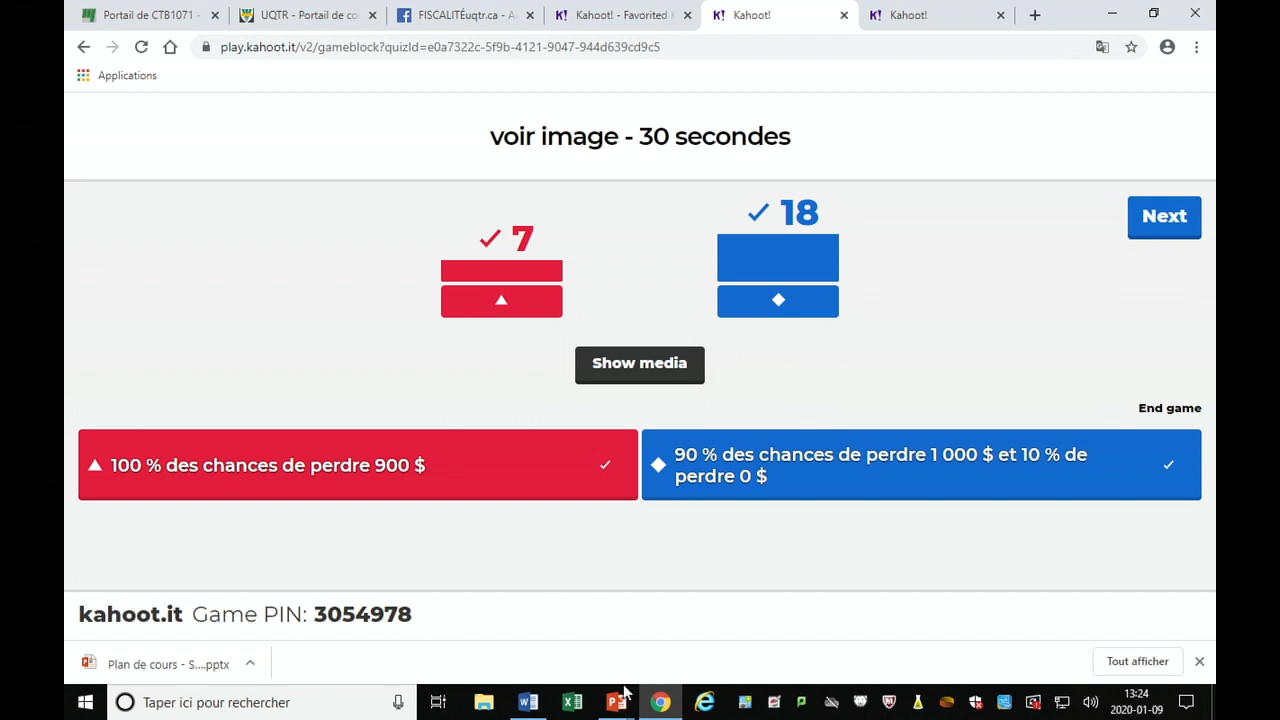 Portail de CTB1071 -
UQTR - Portail de co
FISCALITÉuqtr.ca - A
Kahoot! - Favorited K
Kahoot!
Kahoot!
play.kahoot.it/v2/gameblock?quizId=e0a7322c-5f9b-4121-9047-944d639cd9c5
Applications
voir image - 30 secondes
7
18
Next
Show media
End game
100 % des chances de perdre 900 $
90 % des chances de perdre 1 000 $ et 10 % de
perdre 0 $
kahoot.it Game PIN: 3054978
Plan de cours - S....pptx
Tout afficher
Taper ici pour rechercher
13:24
2020-01-09